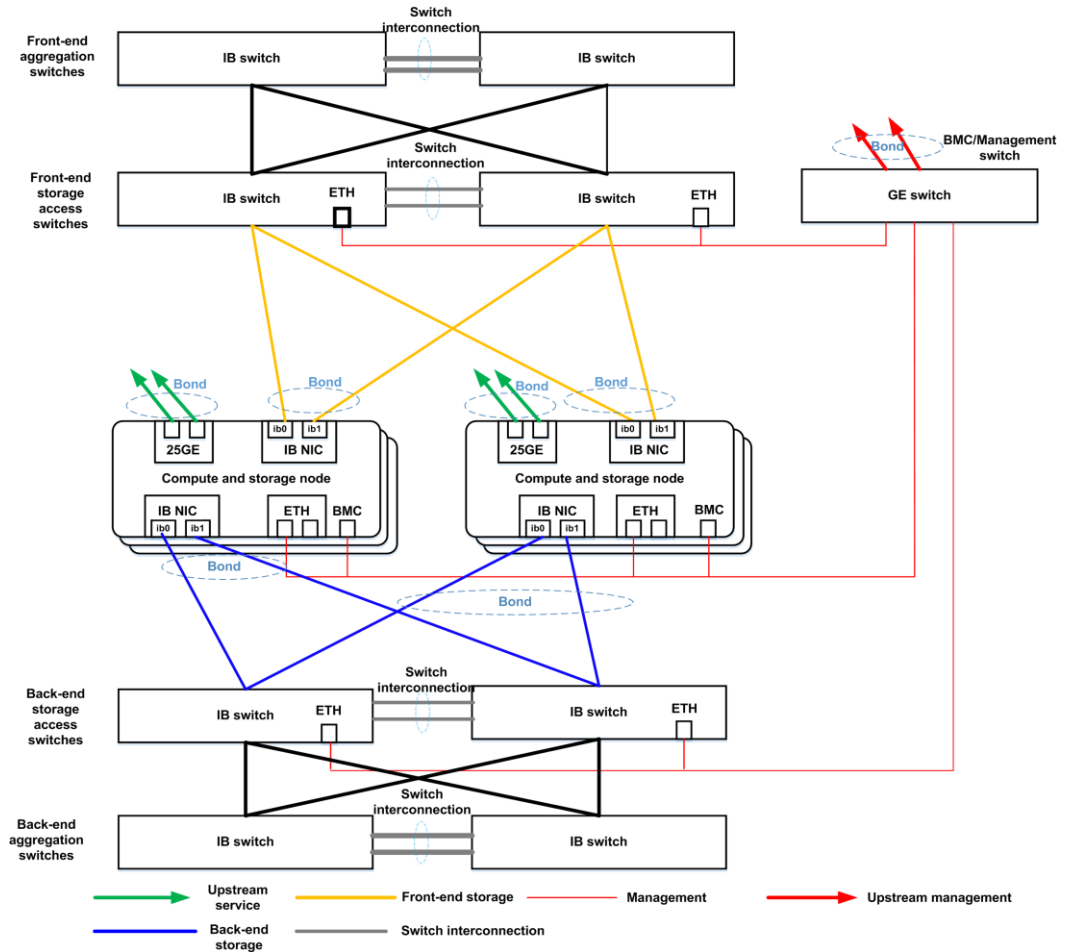 Switch
interconnection
Front-end
aggregation
switches
IB switch
IB switch
Switch
interconnection
Front-end
storage
access
switches
IB switch
ETH
IB switch
ETH
Bond
BMC/Management
switch
GE switch
Bond
Bond
Bond
Bond
25GE
ib0
ib1
IB NIC
Compute and storage node
IB NIC
ib0
ib1
ETH
BMC
25GE
ib0
ib1
IB NIC
Compute and storage node
IB NIC
ib0
ib1
ETH
BMC
Bond
Bond
Back-end
storage
access
switches
IB switch
ETH
Switch
interconnection
IB switch
ETH
Back-end
aggregation
switches
IB switch
Switch
interconnection
IB switch
Upstream
service
Front-end storage
Management
Upstream management
Back-end
storage
Switch interconnection